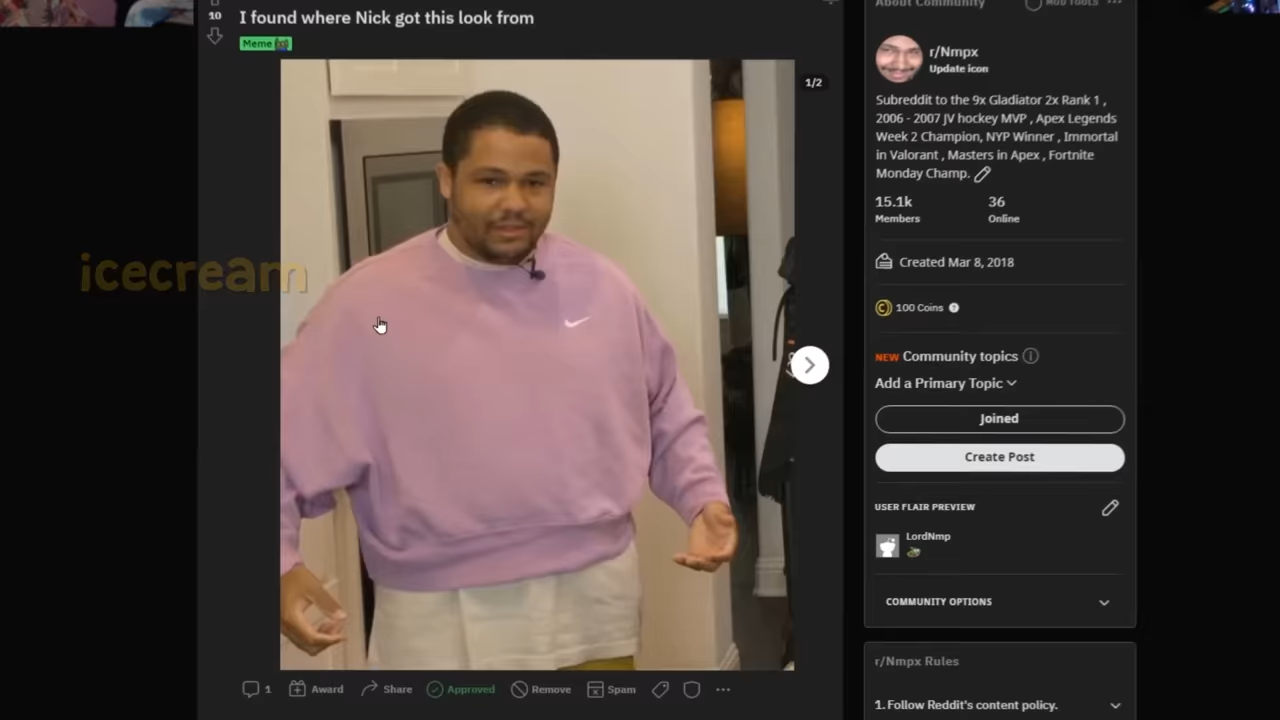 10
I found where Nick got this look from
Meme
1/2
icecream
1
Award
Share
Approved
Remove
Spam
About Community
MOD TOOLS
r/Nmpx
Update icon
Subreddit to the 9x Gladiator 2x Rank 1 ,
2006 - 2007 JV hockey MVP , Apex Legends
Week 2 Champion, NYP Winner , Immortal
in Valorant , Masters in Apex , Fortnite
Monday Champ.
15.1k
36
Members
Online
Created Mar 8, 2018
100 Coins
NEW Community topics
Add a Primary Topic
Joined
Create Post
USER FLAIR PREVIEW
LordNmp
COMMUNITY OPTIONS
r/Nmpx Rules
1. Follow Reddit's content policy.